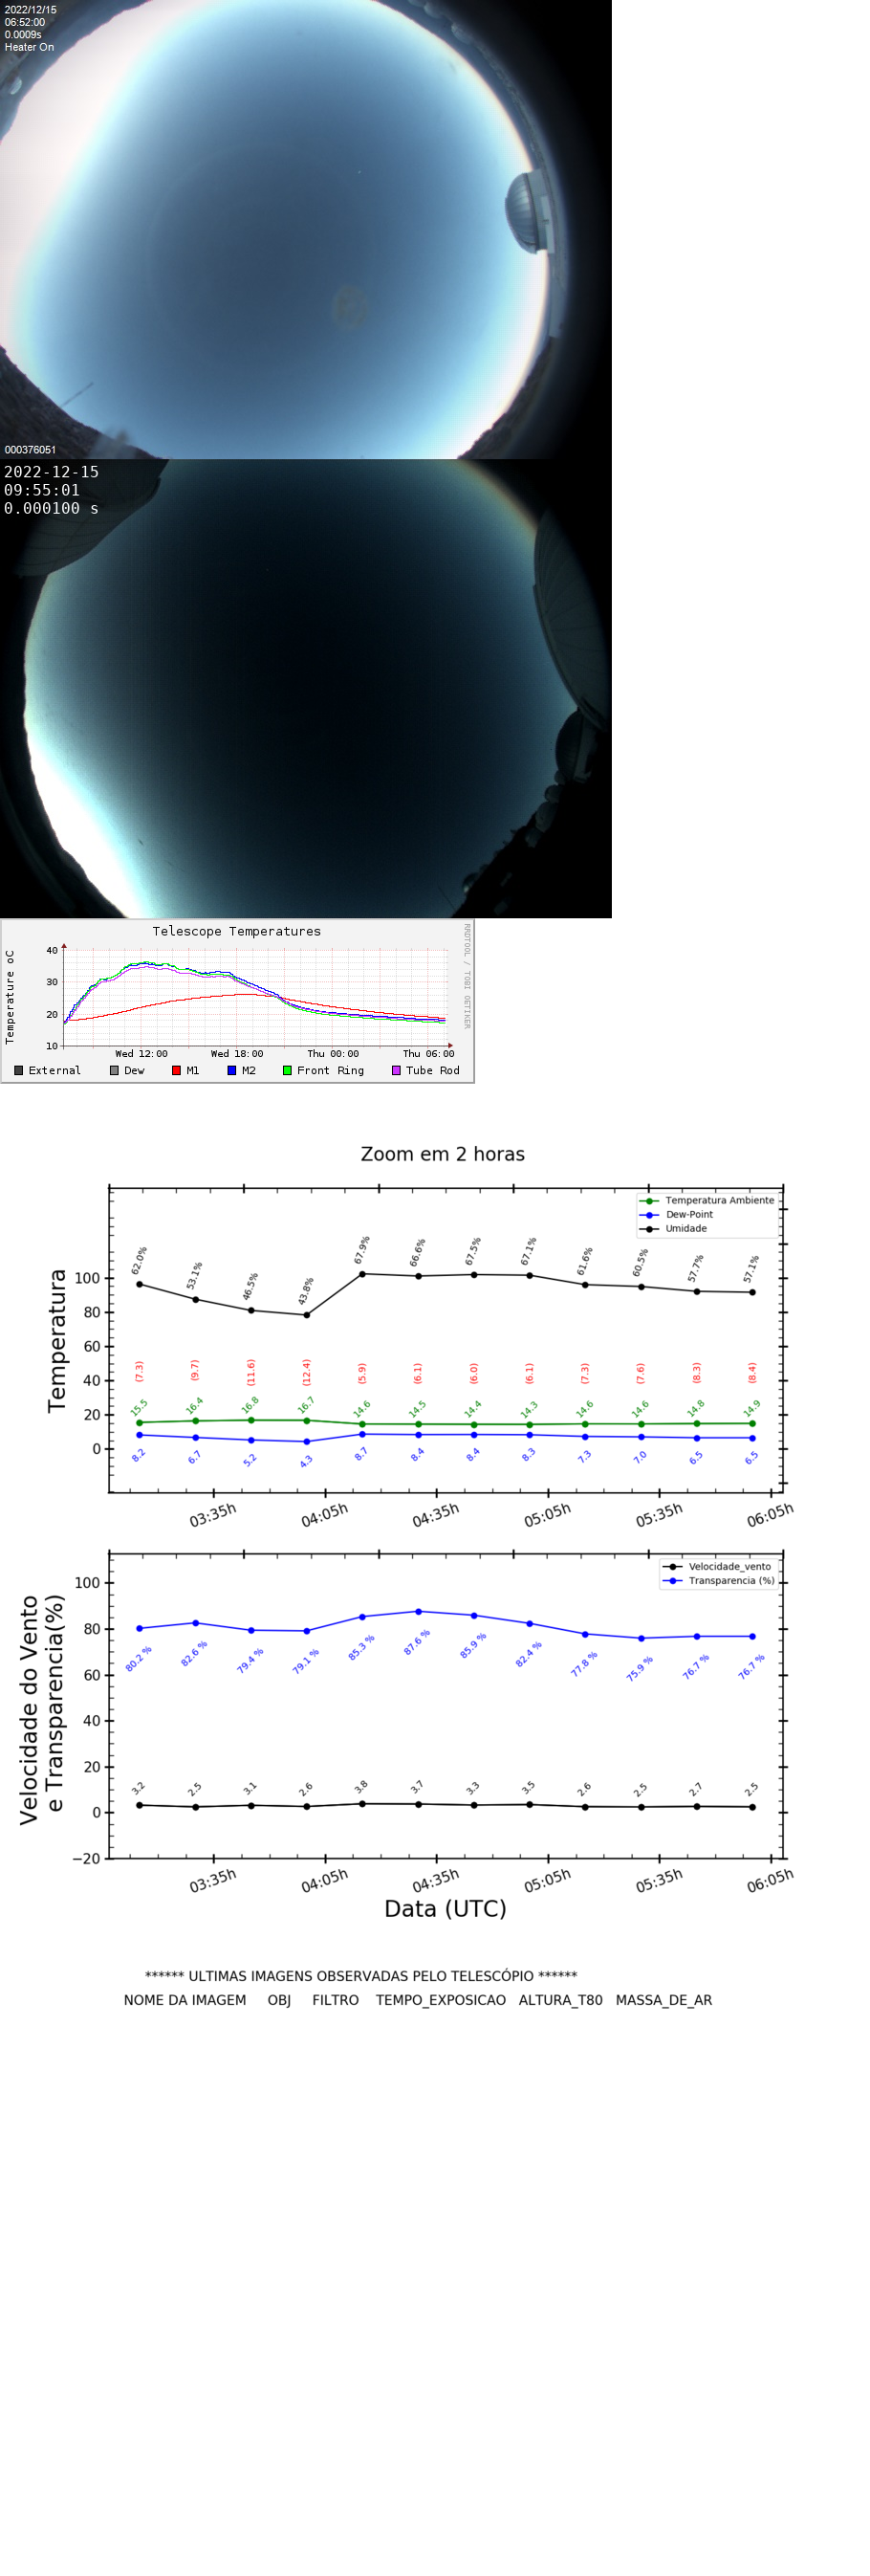 2022/12/15
06:52:00
0.0009s
Heater On
000376051
2022-12-15
09:55:01
0.000100 s
Telescope Temperatures
RRDTOOL / TOBI OETIKER
Temperature oC
40
30
20
10
Wed 12:00 Wed 18:00 Thu 00:00 Thu 06:00
External Dew M1 M2 Front Ring Tube Rod
Zoom em 2 horas
Temperatura Ambiente
Dew-Point
Umidade
Temperatura
100
80
60
40
20
0
62.0% 53.1% 46.5% 43.8% 67.9% 66.6% 67.5% 67.1% 61.6% 60.5% 57.7% 57.1%
(7.3) (9.7) (11.6) (12.4) (5.9) (6.1) (6.0) (6.1) (7.3) (7.6) (8.3) (8.4)
15.5 16.4 16.8 16.7 14.6 14.5 14.4 14.3 14.6 14.6 14.8 14.9
8.2 6.7 5.2 4.3 8.7 8.4 8.4 8.3 7.3 7.0 6.5 6.5
03:35h 04:05h 04:35h 05:05h 05:35h 06:05h
Velocidade_vento
Transparencia (%)
Velocidade do Vento
e Transparencia(%)
100
80
60
40
20
0
−20
80.2 % 82.6 % 79.4 % 79.1 % 85.3 % 87.6 % 85.9 % 82.4 % 77.8 % 75.9 % 76.7 % 76.7 %
3.2 2.5 3.1 2.6 3.8 3.7 3.3 3.5 2.6 2.5 2.7 2.5
03:35h 04:05h 04:35h 05:05h 05:35h 06:05h
Data (UTC)
****** ULTIMAS IMAGENS OBSERVADAS PELO TELESCÓPIO ******
NOME DA IMAGEM OBJ FILTRO TEMPO_EXPOSICAO ALTURA_T80 MASSA_DE_AR